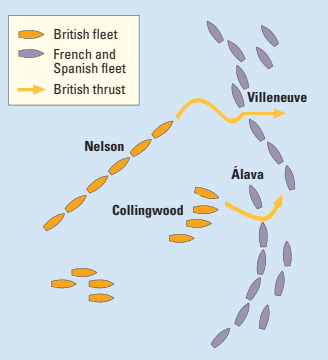 British fleet
French and
Spanish fleet
British thrust
Villeneuve
Nelson
Álava
Collingwood